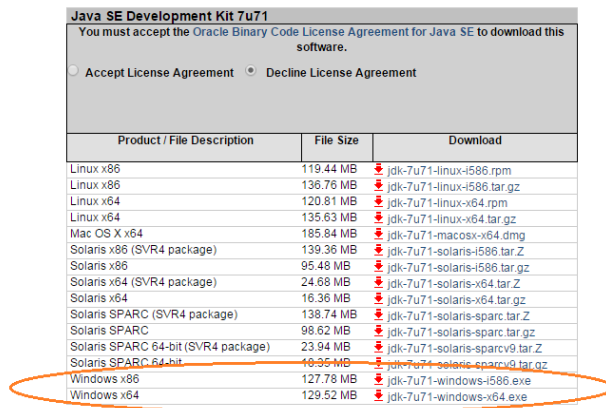 Java SE Development Kit 7u71
You must accept the Oracle Binary Code License Agreement for Java SE to download this
software.
Accept License Agreement Decline License Agreement
Product / File Description File Size Download
Linux x86 119.44 MB jdk-7u71-linux-i586.rpm
Linux x86 136.76 MB jdk-7u71-linux-i586.tar.gz
Linux x64 120.81 MB jdk-7u71-linux-x64.rpm
Linux x64 135.63 MB jdk-7u71-linux-x64.tar.gz
Mac OS X x64 185.84 MB jdk-7u71-macosx-x64.dmg
Solaris x86 (SVR4 package) 139.36 MB jdk-7u71-solaris-i586.tar.Z
Solaris x86 95.48 MB jdk-7u71-solaris-i586.tar.gz
Solaris x64 (SVR4 package) 24.68 MB jdk-7u71-solaris-x64.tar.Z
Solaris x64 16.36 MB jdk-7u71-solaris-x64.tar.gz
Solaris SPARC (SVR4 package) 138.74 MB jdk-7u71-solaris-sparc.tar.Z
Solaris SPARC 98.62 MB jdk-7u71-solaris-sparc.tar.gz
Solaris SPARC 64-bit (SVR4 package) 23.94 MB jdk-7u71-solaris-sparcv9.tar.Z
Solaris SPARC 64-bit 18.35 MB jdk-7u71-solaris-sparcv9.tar.gz
Windows x86 127.78 MB jdk-7u71-windows-i586.exe
Windows x64 129.52 MB jdk-7u71-windows-x64.exe